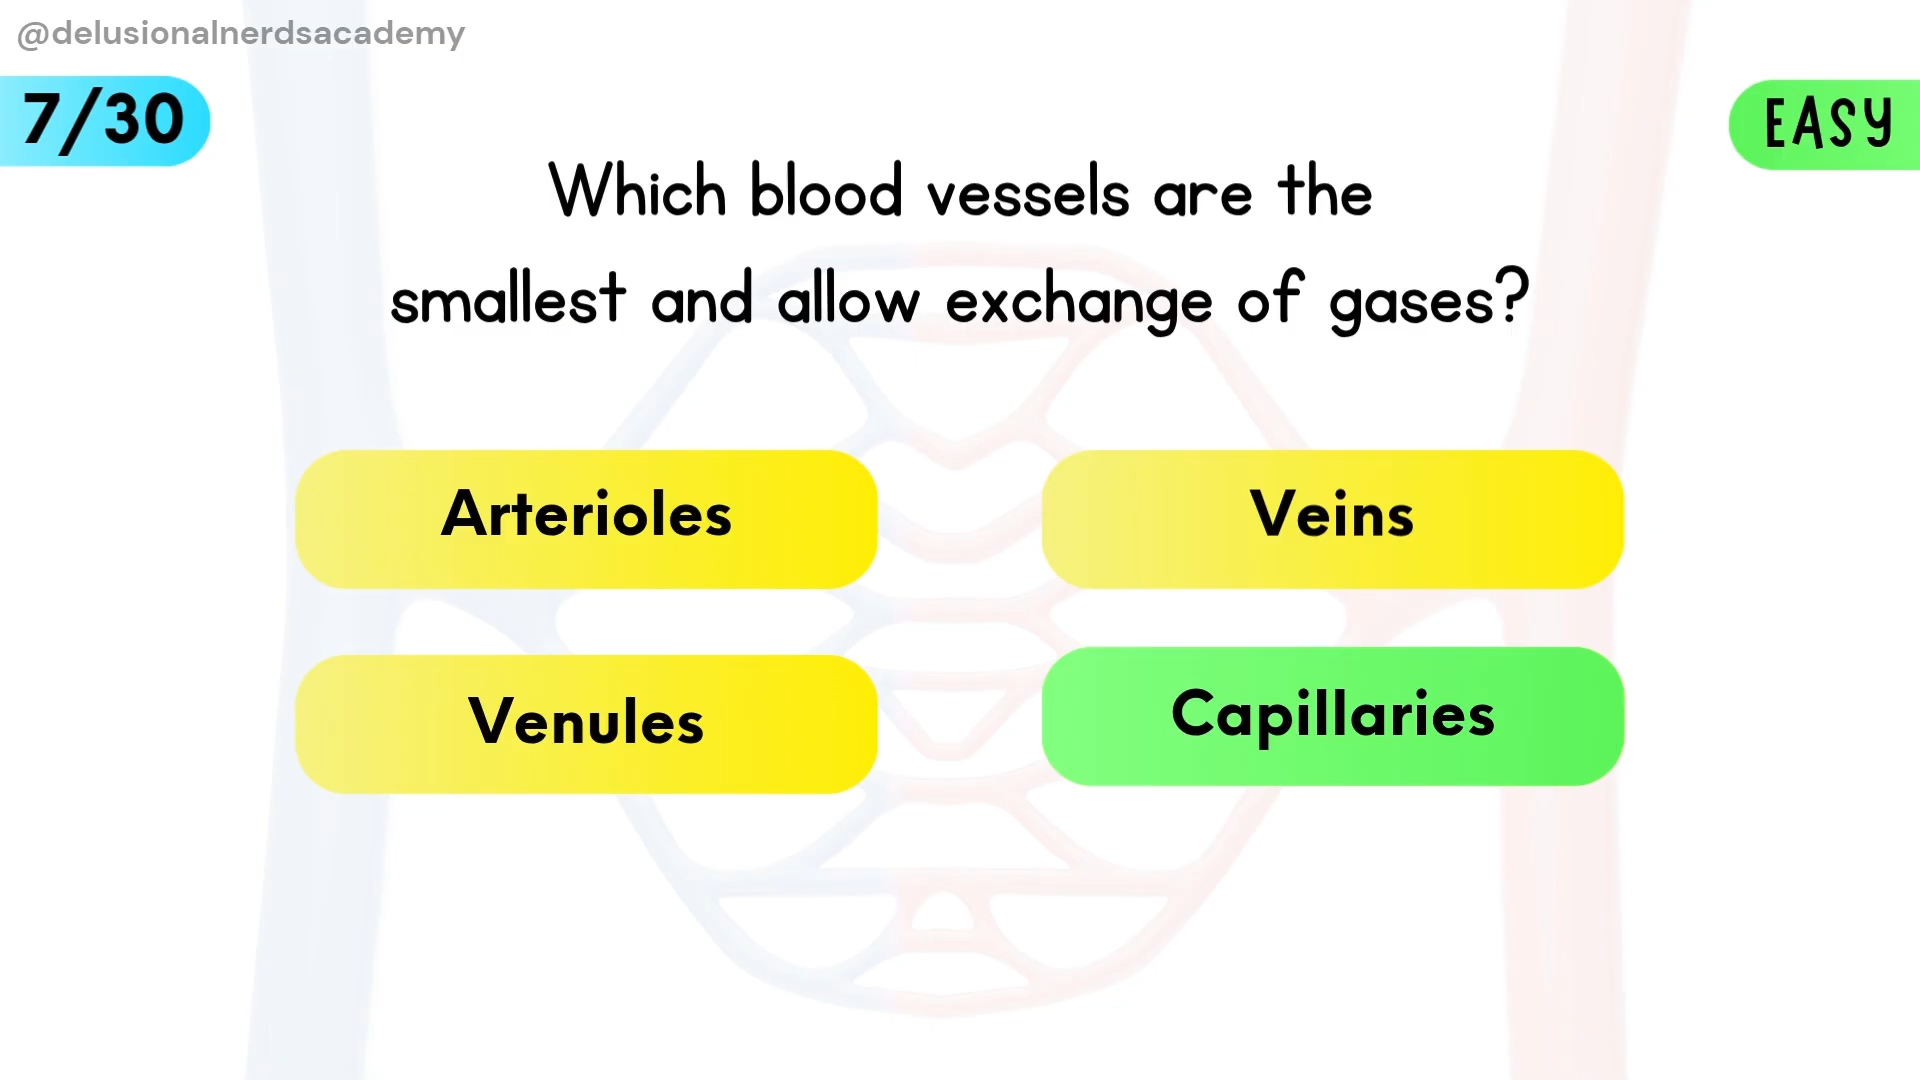 @delusionalnerdsacademy
7/30
EASY
Which blood vessels are the
smallest and allow exchange of gases?
Arterioles
Veins
Venules
Capillaries